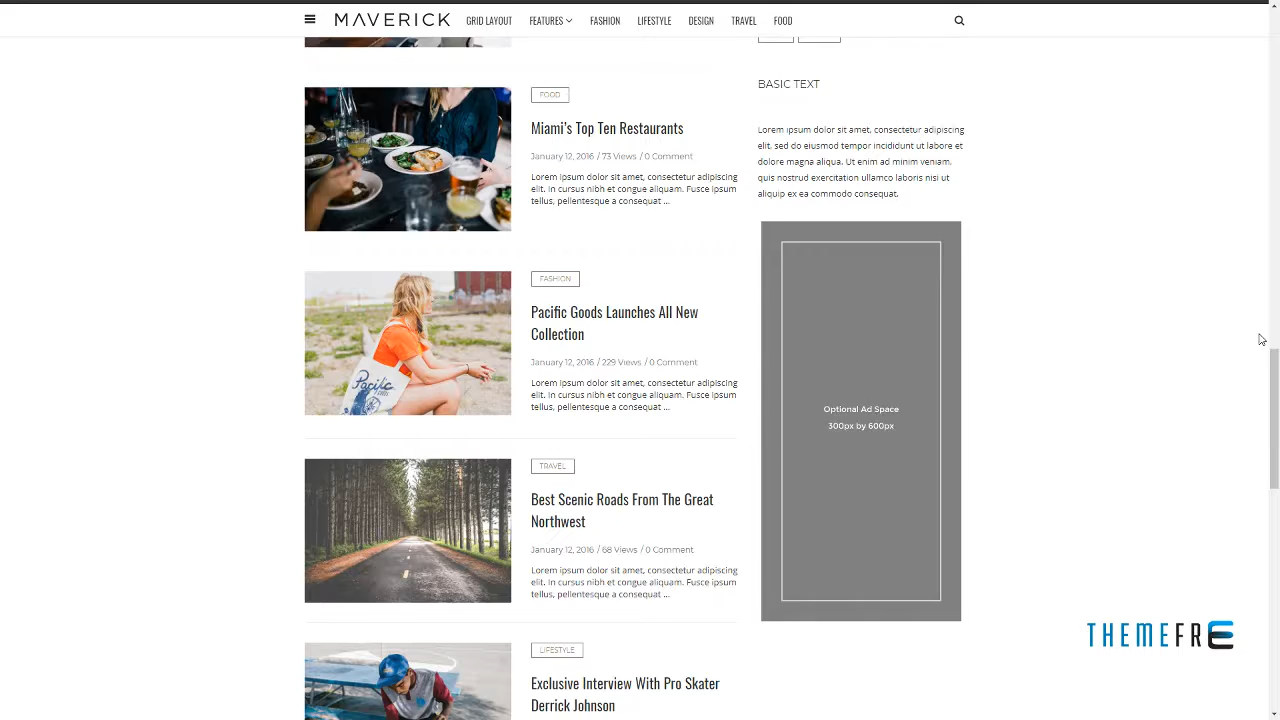 MAVERICK
GRID LAYOUT
FEATURES
FASHION
LIFESTYLE
DESIGN
TRAVEL
FOOD
FOOD
Miami's Top Ten Restaurants
January 12, 2016 / 73 Views / 0 Comment
Lorem ipsum dolor sit amet, consectetur adipiscing
elit. In cursus nibh et congue aliquam. Fusce ipsum
tellus, pellentesque a consequat ...
Pacific
FASHION
Pacific Goods Launches All New
Collection
January 12, 2016 / 229 Views / 0 Comment
Lorem ipsum dolor sit amet, consectetur adipiscing
elit. In cursus nibh et congue aliquam. Fusce ipsum
tellus, pellentesque a consequat ...
TRAVEL
Best Scenic Roads From The Great
Northwest
January 12, 2016 / 68 Views / 0 Comment
Lorem ipsum dolor sit amet, consectetur adipiscing
elit. In cursus nibh et congue aliquam. Fusce ipsum
tellus, pellentesque a consequat ...
LIFESTYLE
Exclusive Interview With Pro Skater
Derrick Johnson
BASIC TEXT
Lorem ipsum dolor sit amet, consectetur adipiscing
elit, sed do eiusmod tempor incididunt ut labore et
dolore magna aliqua. Ut enim ad minim veniam,
quis nostrud exercitation ullamco laboris nisi ut
aliquip ex ea commodo consequat.
Optional Ad Space
300px by 600px
THEMEFRE